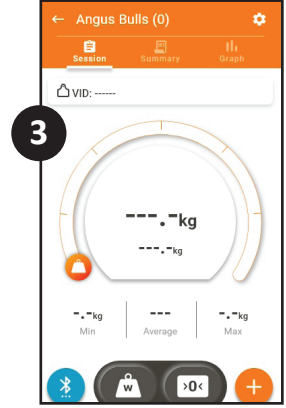 ← Angus Bulls (0)
Session Summary Graph
VID: ------
3
---.-kg
---.-kg
-.-kg --- -.-kg
Min Average Max
W >0< +